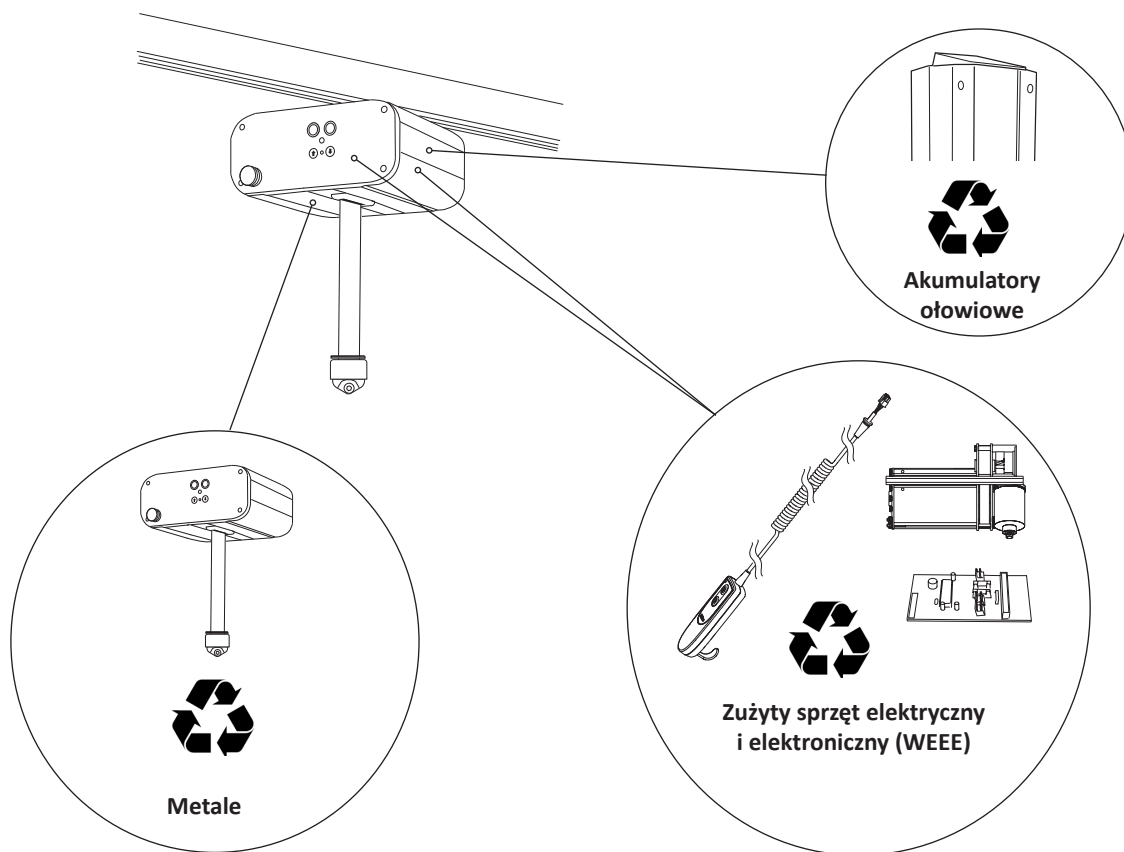 Akumulatory
ołowiowe
Zużyty sprzęt elektryczny
i elektroniczny (WEEE)
Metale